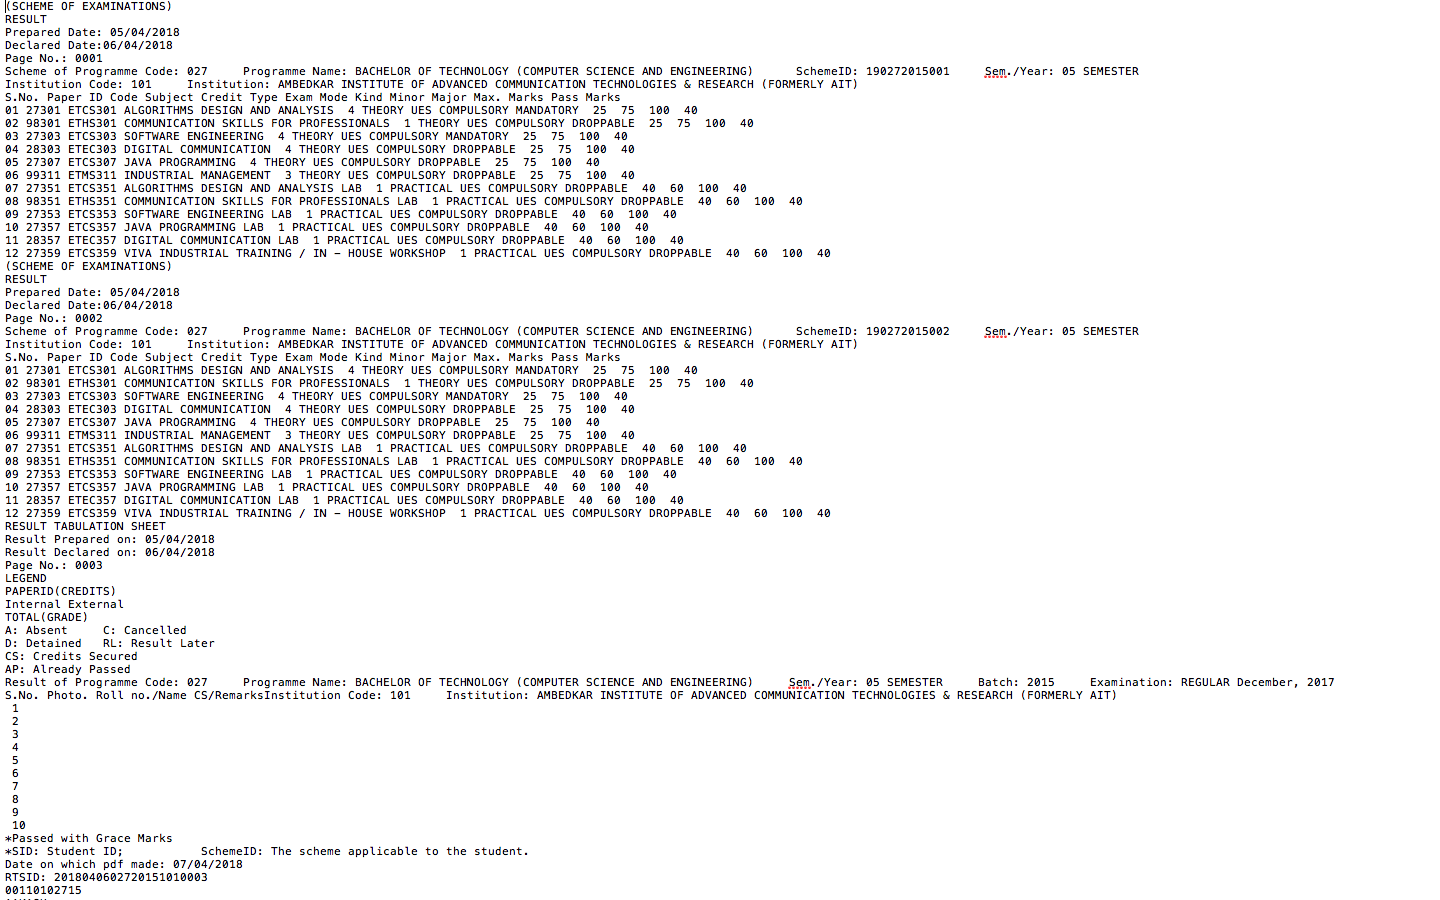 (SCHEME OF EXAMINATIONS)
RESULT
Prepared Date: 05/04/2018
Declared Date:06/04/2018
Page No.: 0001
Scheme of Programme Code: 027     Programme Name: BACHELOR OF TECHNOLOGY (COMPUTER SCIENCE AND ENGINEERING)      SchemeID: 190272015001     Sem./Year: 05 SEMESTER
Institution Code: 101     Institution: AMBEDKAR INSTITUTE OF ADVANCED COMMUNICATION TECHNOLOGIES & RESEARCH (FORMERLY AIT)
S.No. Paper ID Code Subject Credit Type Exam Mode Kind Minor Major Max. Marks Pass Marks
01 27301 ETCS301 ALGORITHMS DESIGN AND ANALYSIS  4 THEORY UES COMPULSORY MANDATORY  25  75  100  40
02 98301 ETHS301 COMMUNICATION SKILLS FOR PROFESSIONALS  1 THEORY UES COMPULSORY DROPPABLE  25  75  100  40
03 27303 ETCS303 SOFTWARE ENGINEERING  4 THEORY UES COMPULSORY MANDATORY  25  75  100  40
04 28303 ETEC303 DIGITAL COMMUNICATION  4 THEORY UES COMPULSORY DROPPABLE  25  75  100  40
05 27307 ETCS307 JAVA PROGRAMMING  4 THEORY UES COMPULSORY DROPPABLE  25  75  100  40
06 99311 ETMS311 INDUSTRIAL MANAGEMENT  3 THEORY UES COMPULSORY DROPPABLE  25  75  100  40
07 27351 ETCS351 ALGORITHMS DESIGN AND ANALYSIS LAB  1 PRACTICAL UES COMPULSORY DROPPABLE  40  60  100  40
08 98351 ETHS351 COMMUNICATION SKILLS FOR PROFESSIONALS LAB  1 PRACTICAL UES COMPULSORY DROPPABLE  40  60  100  40
09 27353 ETCS353 SOFTWARE ENGINEERING LAB  1 PRACTICAL UES COMPULSORY DROPPABLE  40  60  100  40
10 27357 ETCS357 JAVA PROGRAMMING LAB  1 PRACTICAL UES COMPULSORY DROPPABLE  40  60  100  40
11 28357 ETEC357 DIGITAL COMMUNICATION LAB  1 PRACTICAL UES COMPULSORY DROPPABLE  40  60  100  40
12 27359 ETCS359 VIVA INDUSTRIAL TRAINING / IN – HOUSE WORKSHOP  1 PRACTICAL UES COMPULSORY DROPPABLE  40  60  100  40
(SCHEME OF EXAMINATIONS)
RESULT
Prepared Date: 05/04/2018
Declared Date:06/04/2018
Page No.: 0002
Scheme of Programme Code: 027     Programme Name: BACHELOR OF TECHNOLOGY (COMPUTER SCIENCE AND ENGINEERING)      SchemeID: 190272015002     Sem./Year: 05 SEMESTER
Institution Code: 101     Institution: AMBEDKAR INSTITUTE OF ADVANCED COMMUNICATION TECHNOLOGIES & RESEARCH (FORMERLY AIT)
S.No. Paper ID Code Subject Credit Type Exam Mode Kind Minor Major Max. Marks Pass Marks
01 27301 ETCS301 ALGORITHMS DESIGN AND ANALYSIS  4 THEORY UES COMPULSORY MANDATORY  25  75  100  40
02 98301 ETHS301 COMMUNICATION SKILLS FOR PROFESSIONALS  1 THEORY UES COMPULSORY DROPPABLE  25  75  100  40
03 27303 ETCS303 SOFTWARE ENGINEERING  4 THEORY UES COMPULSORY MANDATORY  25  75  100  40
04 28303 ETEC303 DIGITAL COMMUNICATION  4 THEORY UES COMPULSORY DROPPABLE  25  75  100  40
05 27307 ETCS307 JAVA PROGRAMMING  4 THEORY UES COMPULSORY DROPPABLE  25  75  100  40
06 99311 ETMS311 INDUSTRIAL MANAGEMENT  3 THEORY UES COMPULSORY DROPPABLE  25  75  100  40
07 27351 ETCS351 ALGORITHMS DESIGN AND ANALYSIS LAB  1 PRACTICAL UES COMPULSORY DROPPABLE  40  60  100  40
08 98351 ETHS351 COMMUNICATION SKILLS FOR PROFESSIONALS LAB  1 PRACTICAL UES COMPULSORY DROPPABLE  40  60  100  40
09 27353 ETCS353 SOFTWARE ENGINEERING LAB  1 PRACTICAL UES COMPULSORY DROPPABLE  40  60  100  40
10 27357 ETCS357 JAVA PROGRAMMING LAB  1 PRACTICAL UES COMPULSORY DROPPABLE  40  60  100  40
11 28357 ETEC357 DIGITAL COMMUNICATION LAB  1 PRACTICAL UES COMPULSORY DROPPABLE  40  60  100  40
12 27359 ETCS359 VIVA INDUSTRIAL TRAINING / IN – HOUSE WORKSHOP  1 PRACTICAL UES COMPULSORY DROPPABLE  40  60  100  40
RESULT TABULATION SHEET
Result Prepared on: 05/04/2018
Result Declared on: 06/04/2018
Page No.: 0003
LEGEND
PAPERID(CREDITS)
Internal External
TOTAL(GRADE)
A: Absent     C: Cancelled
D: Detained   RL: Result Later
CS: Credits Secured
AP: Already Passed
Result of Programme Code: 027     Programme Name: BACHELOR OF TECHNOLOGY (COMPUTER SCIENCE AND ENGINEERING)     Sem./Year: 05 SEMESTER     Batch: 2015     Examination: REGULAR December, 2017
S.No. Photo. Roll no./Name CS/RemarksInstitution Code: 101     Institution: AMBEDKAR INSTITUTE OF ADVANCED COMMUNICATION TECHNOLOGIES & RESEARCH (FORMERLY AIT)
1
2
3
4
5
6
7
8
9
10
*Passed with Grace Marks
*SID: Student ID;           SchemeID: The scheme applicable to the student.
Date on which pdf made: 07/04/2018
RTSID: 2018040602720151010003
00110102715